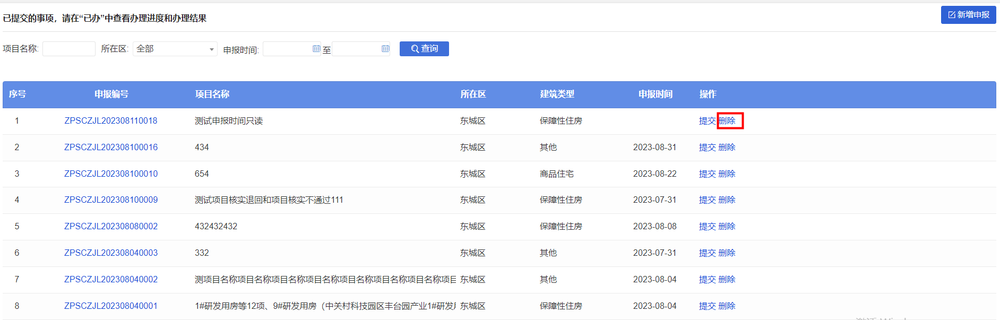 已提交的事项，请在“已办”中查看办理进度和办理结果
新增申报
项目名称: 所在区: 全部 申报时间: 至 查询
序号 申报编号 项目名称 所在区 建筑类型 申报时间 操作
1 ZPSCZJL202308110018 测试申报时间只读 东城区 保障性住房 提交 删除
2 ZPSCZJL202308100016 434 东城区 其他 2023-08-31 提交 删除
3 ZPSCZJL202308100010 654 东城区 商品住宅 2023-08-22 提交 删除
4 ZPSCZJL202308100009 测试项目核实退回和项目核实不通过111 东城区 保障性住房 2023-07-31 提交 删除
5 ZPSCZJL202308080002 432432432 东城区 保障性住房 2023-08-08 提交 删除
6 ZPSCZJL202308040003 332 东城区 其他 2023-07-31 提交 删除
7 ZPSCZJL202308040002 测项目名称项目名称项目名称项目名称项目名称项目名称项目名称项目 东城区 其他 2023-08-04 提交 删除
8 ZPSCZJL202308040001 1#研发用房等12项、9#研发用房（中关村科技园区丰台园产业1#研发 东城区 保障性住房 2023-08-04 提交 删除